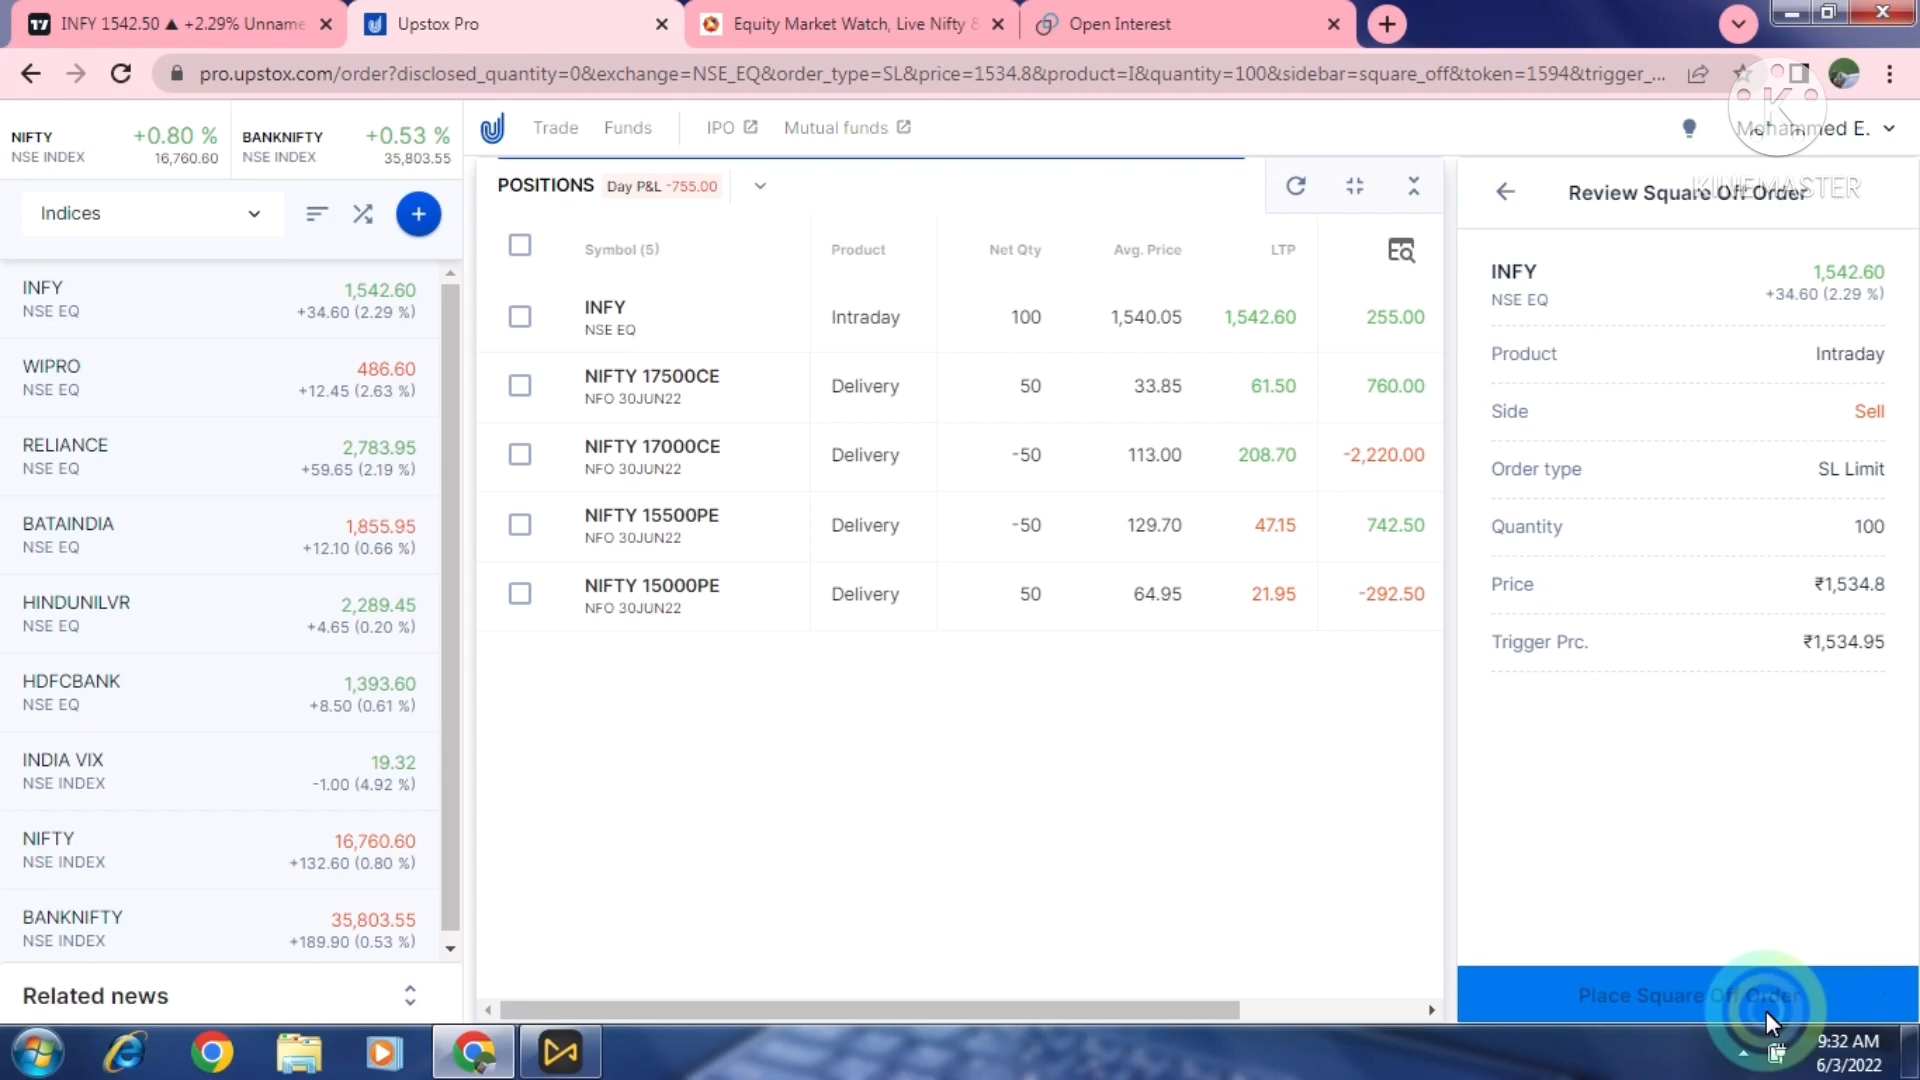 INFY 1542.50 ▲ +2.29% Unname
Upstox Pro
Equity Market Watch, Live Nifty &
Open Interest
pro.upstox.com/order?disclosed_quantity=0&exchange=NSE_EQ&order_type=SL&price=1534.8&product=I&quantity=100&sidebar=square_off&token=1594&trigger_...
NIFTY +0.80 %
NSE INDEX 16,760.60
BANKNIFTY +0.53 %
NSE INDEX 35,803.55
Trade Funds IPO Mutual funds
Mohammed E.
K
KINEMASTER
Indices
INFY 1,542.60
NSE EQ +34.60 (2.29 %)
WIPRO 486.60
NSE EQ +12.45 (2.63 %)
RELIANCE 2,783.95
NSE EQ +59.65 (2.19 %)
BATAINDIA 1,855.95
NSE EQ +12.10 (0.66 %)
HINDUNILVR 2,289.45
NSE EQ +4.65 (0.20 %)
HDFCBANK 1,393.60
NSE EQ +8.50 (0.61 %)
INDIA VIX 19.32
NSE INDEX -1.00 (4.92 %)
NIFTY 16,760.60
NSE INDEX +132.60 (0.80 %)
BANKNIFTY 35,803.55
NSE INDEX +189.90 (0.53 %)
Related news
POSITIONS Day P&L -755.00
Symbol (5) Product Net Qty Avg. Price LTP
INFY Intraday 100 1,540.05 1,542.60 255.00
NSE EQ
NIFTY 17500CE Delivery 50 33.85 61.50 760.00
NFO 30JUN22
NIFTY 17000CE Delivery -50 113.00 208.70 -2,220.00
NFO 30JUN22
NIFTY 15500PE Delivery -50 129.70 47.15 742.50
NFO 30JUN22
NIFTY 15000PE Delivery 50 64.95 21.95 -292.50
NFO 30JUN22
Review Square Off Order
INFY 1,542.60
NSE EQ +34.60 (2.29 %)
Product Intraday
Side Sell
Order type SL Limit
Quantity 100
Price ₹1,534.8
Trigger Prc. ₹1,534.95
Place Square Off Order
9:32 AM
6/3/2022